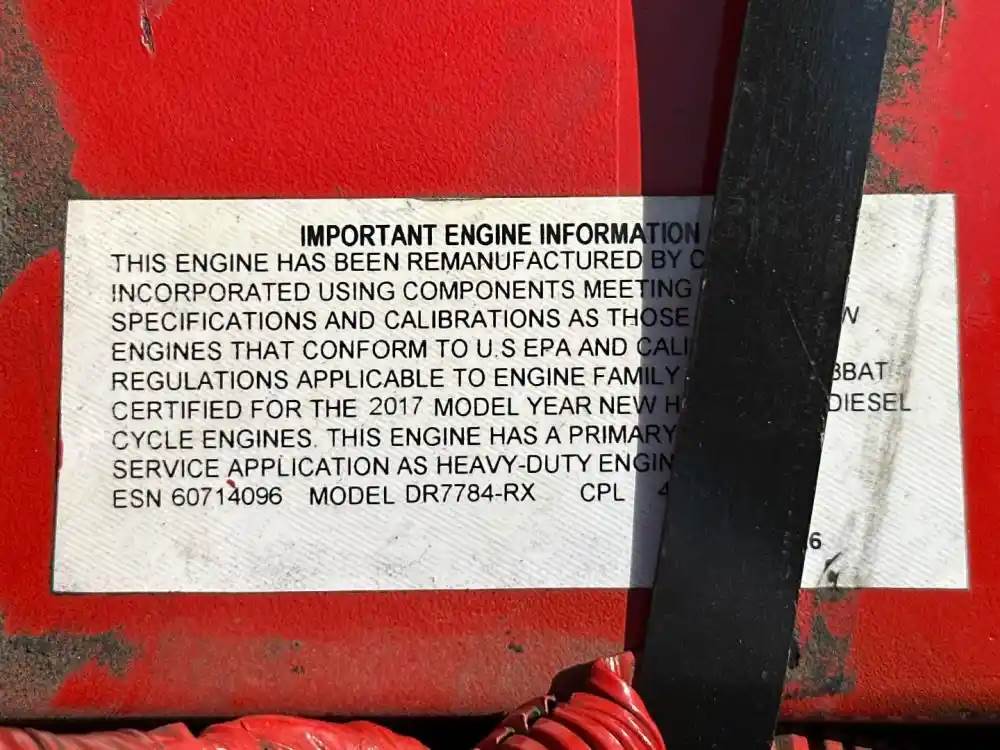 IMPORTANT ENGINE INFORMATION
THIS ENGINE HAS BEEN REMANUFACTURED BY
INCORPORATED USING COMPONENTS MEETING
SPECIFICATIONS AND CALIBRATIONS AS THOSE
ENGINES THAT CONFORM TO U.S EPA AND
REGULATIONS APPLICABLE TO ENGINE FAMILY
CERTIFIED FOR THE 2017 MODEL YEAR NEW DIESEL
CYCLE ENGINES. THIS ENGINE HAS A PRIMARY
SERVICE APPLICATION AS HEAVY-DUTY
ESN 60714096 MODEL DR7784-RX CPL